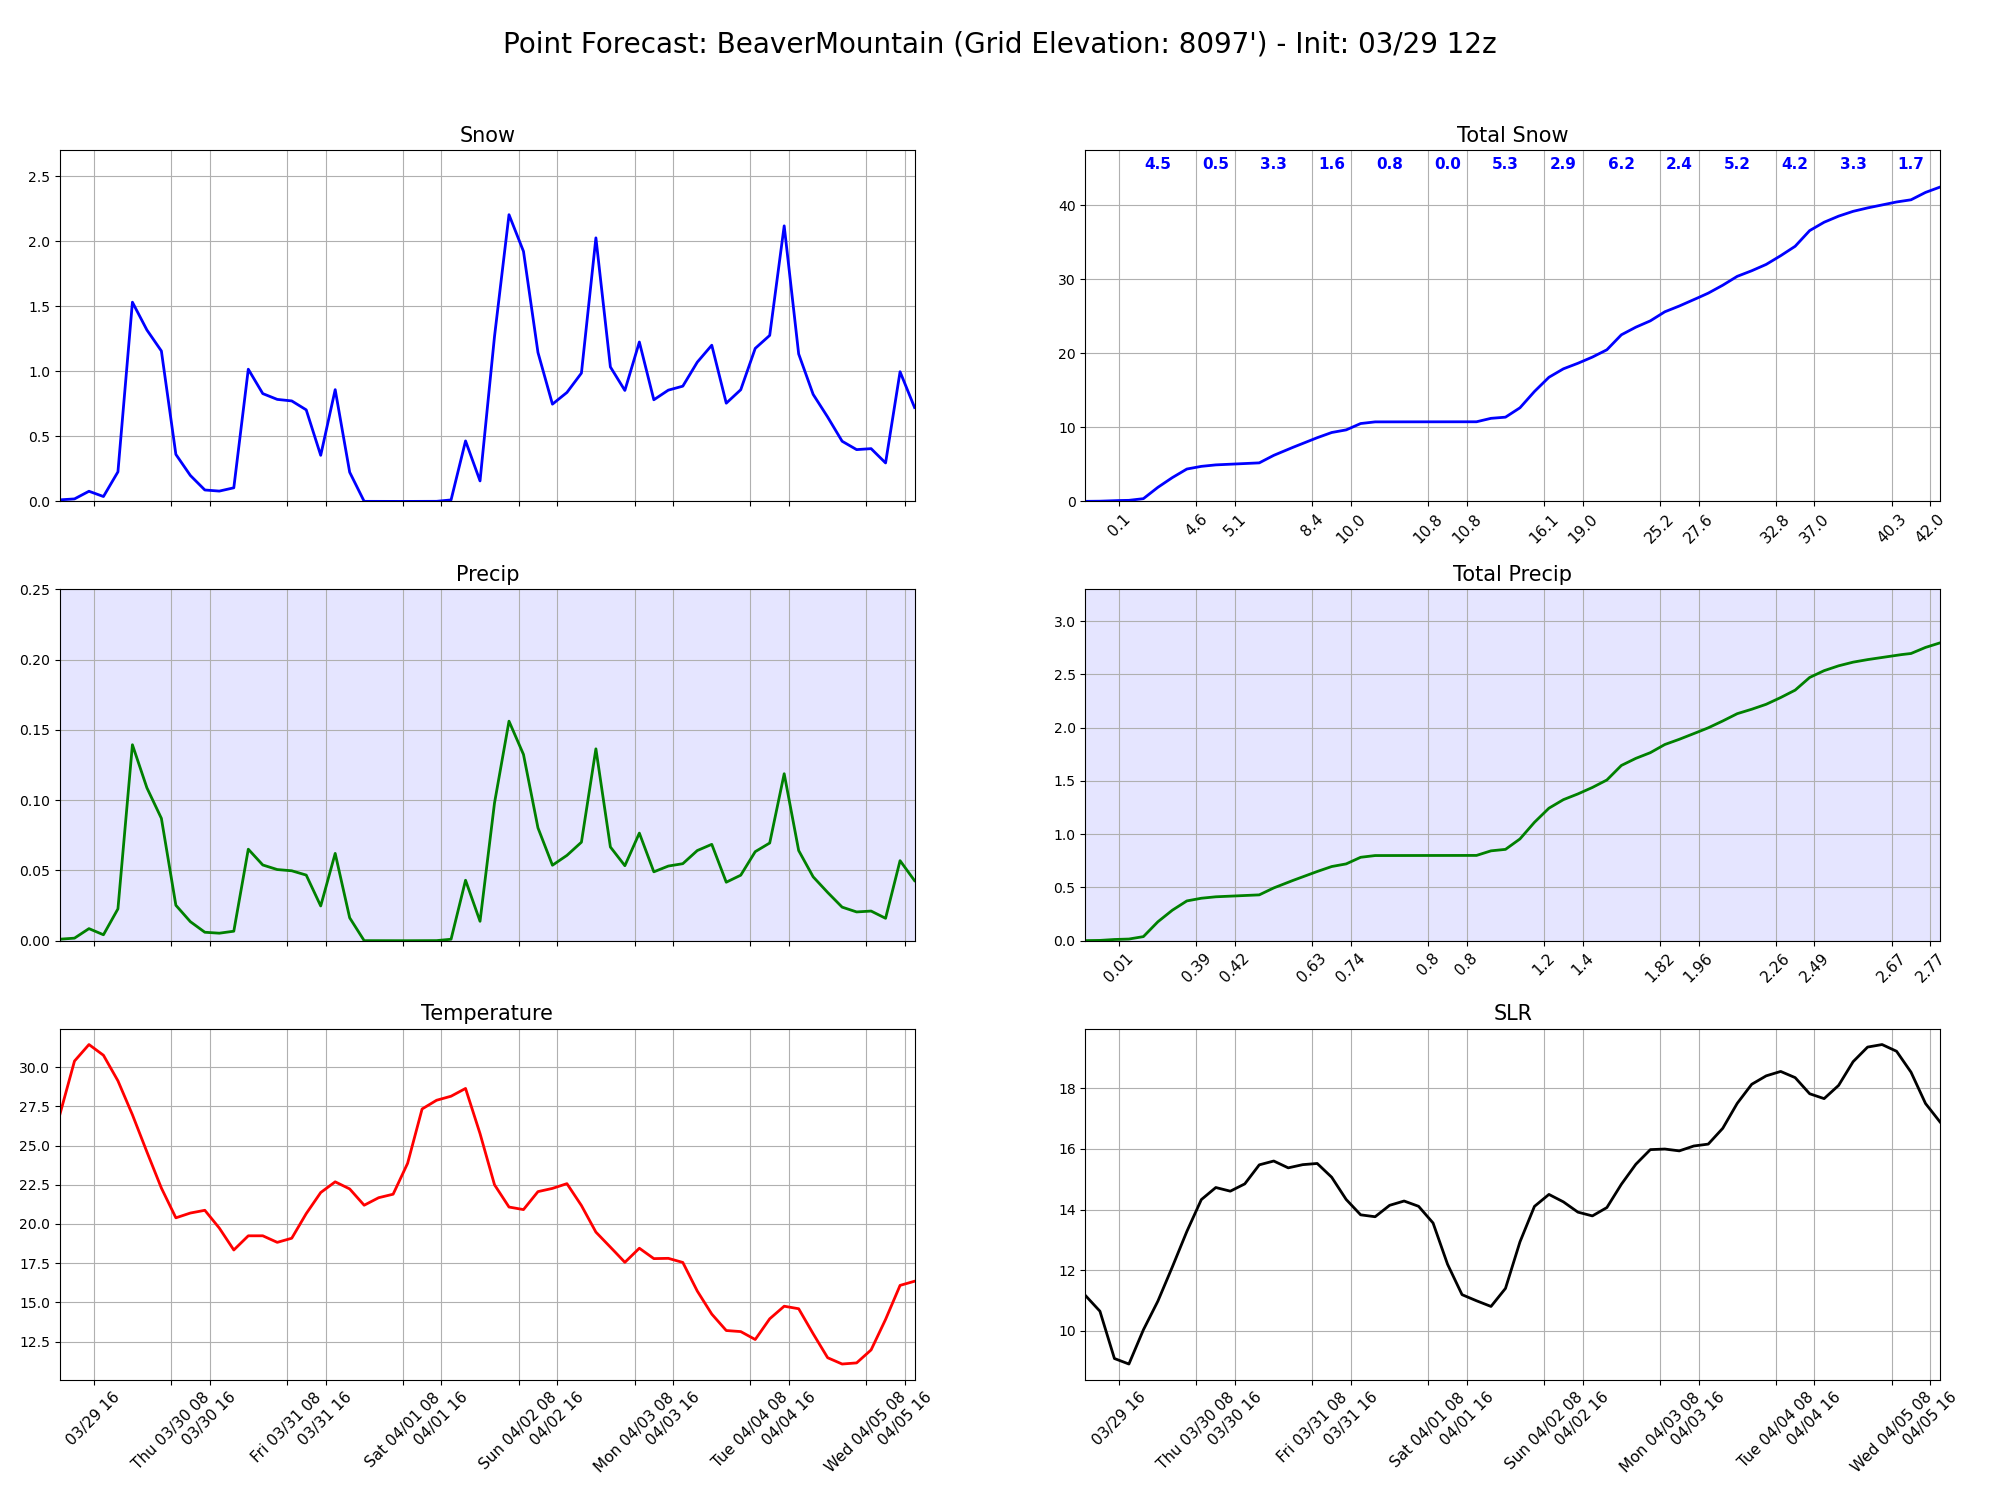 Point Forecast: BeaverMountain (Grid Elevation: 8097') - Init: 03/29 12z
Snow
2.5
2.0
1.5
1.0
0.5
0.0
Total Snow
4.5 0.5 3.3 1.6 0.8 0.0 5.3 2.9 6.2 2.4 5.2 4.2 3.3 1.7
40
30
20
10
0
0.1 4.6 5.1 8.4 10.0 10.8 10.8 16.1 19.0 25.2 27.6 32.8 37.0 40.3 42.0
Precip
0.25
0.20
0.15
0.10
0.05
0.00
Total Precip
3.0
2.5
2.0
1.5
1.0
0.5
0.0
0.01 0.39 0.42 0.63 0.74 0.8 0.8 1.2 1.4 1.82 1.96 2.26 2.49 2.67 2.77
Temperature
30.0
27.5
25.0
22.5
20.0
17.5
15.0
12.5
03/29 16
Thu 03/30 08
03/30 16
Fri 03/31 08
03/31 16
Sat 04/01 08
04/01 16
Sun 04/02 08
04/02 16
Mon 04/03 08
04/03 16
Tue 04/04 08
04/04 16
Wed 04/05 08
04/05 16
SLR
18
16
14
12
10
03/29 16
Thu 03/30 08
03/30 16
Fri 03/31 08
03/31 16
Sat 04/01 08
04/01 16
Sun 04/02 08
04/02 16
Mon 04/03 08
04/03 16
Tue 04/04 08
04/04 16
Wed 04/05 08
04/05 16